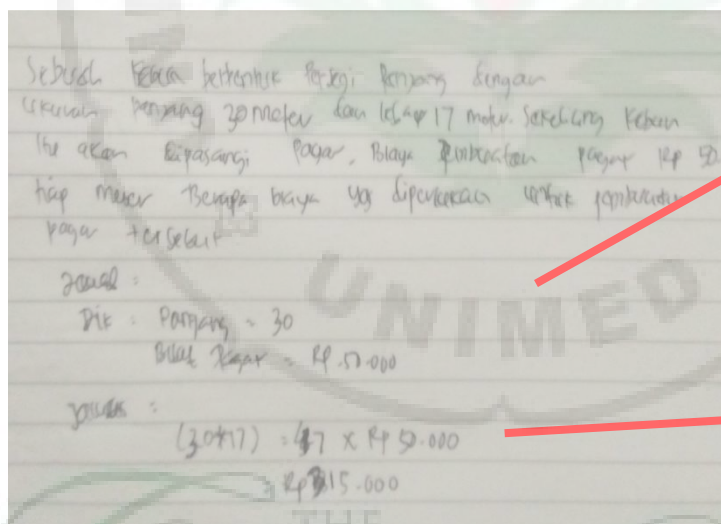 Sebuah Kebun berbentuk Persegi Panjang dengan
ukuran Panjang 30 meter dan lebar 17 meter. Sekeliling Kebun
itu akan dipasangi Pagar, Biaya Pembuatan pagar Rp 50
tiap meter Berapa biaya yg diperlukan untuk pembuatan
pagar tersebut
Jawab :
Dik : Panjang = 30
Pagar = Rp.50.000
Jawab :
(30+17) = 47 x Rp 50.000
15.000
UNIMED
THE